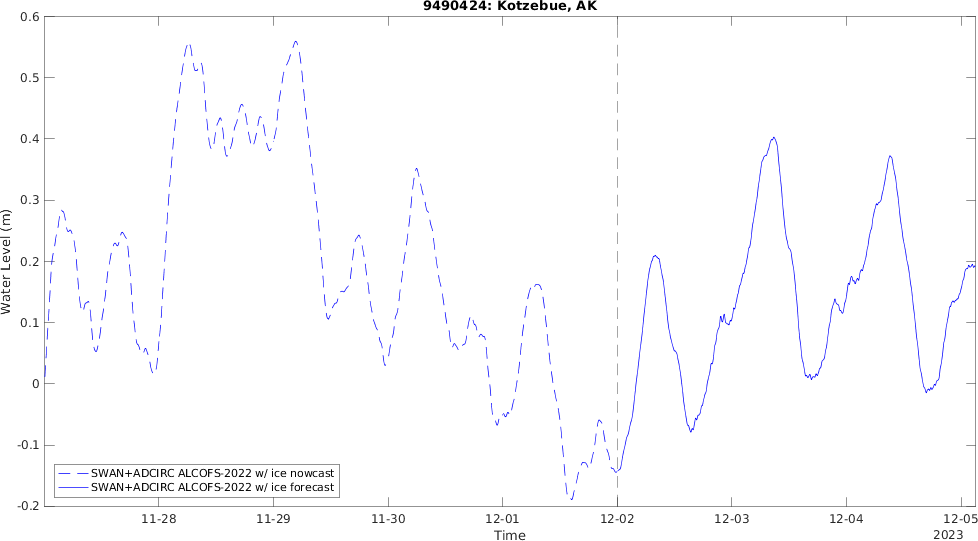 9490424: Kotzebue, AK
0.6
0.5
0.4
0.3
0.2
0.1
0
-0.1
-0.2
Water Level (m)
SWAN+ADCIRC ALCOFS-2022 w/ ice nowcast
SWAN+ADCIRC ALCOFS-2022 w/ ice forecast
11-28 11-29 11-30 12-01 12-02 12-03 12-04 12-05
Time
2023